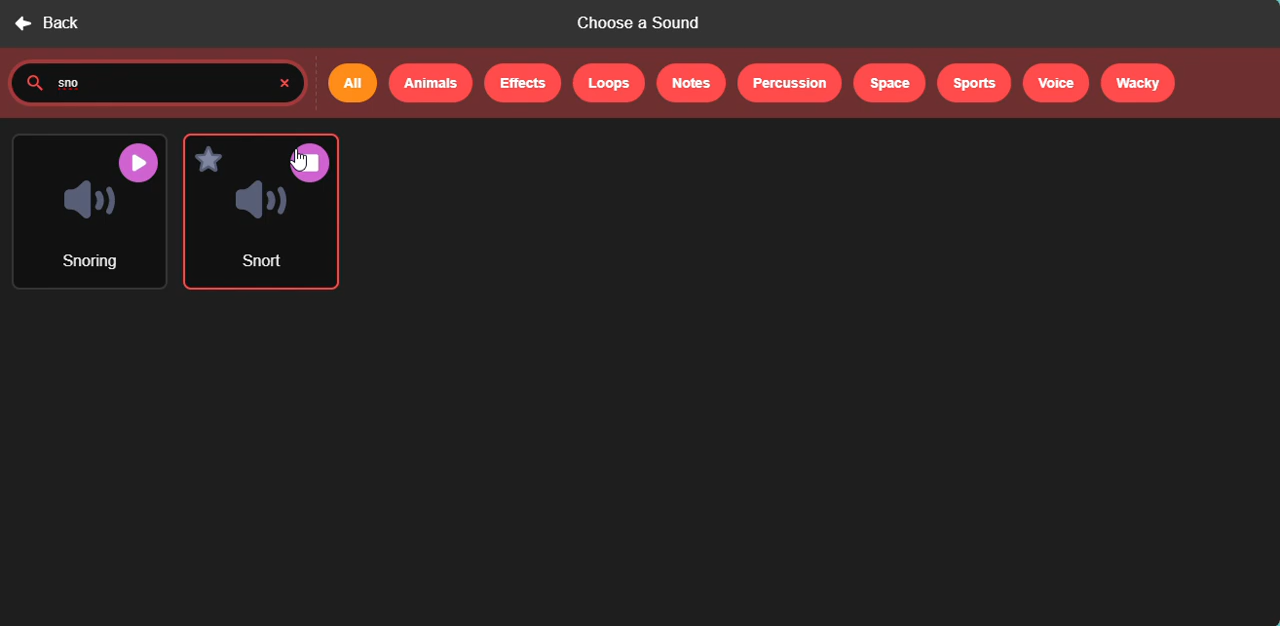 Back
Choose a Sound
sno
All
Animals
Effects
Loops
Notes
Percussion
Space
Sports
Voice
Wacky
Snoring
Snort